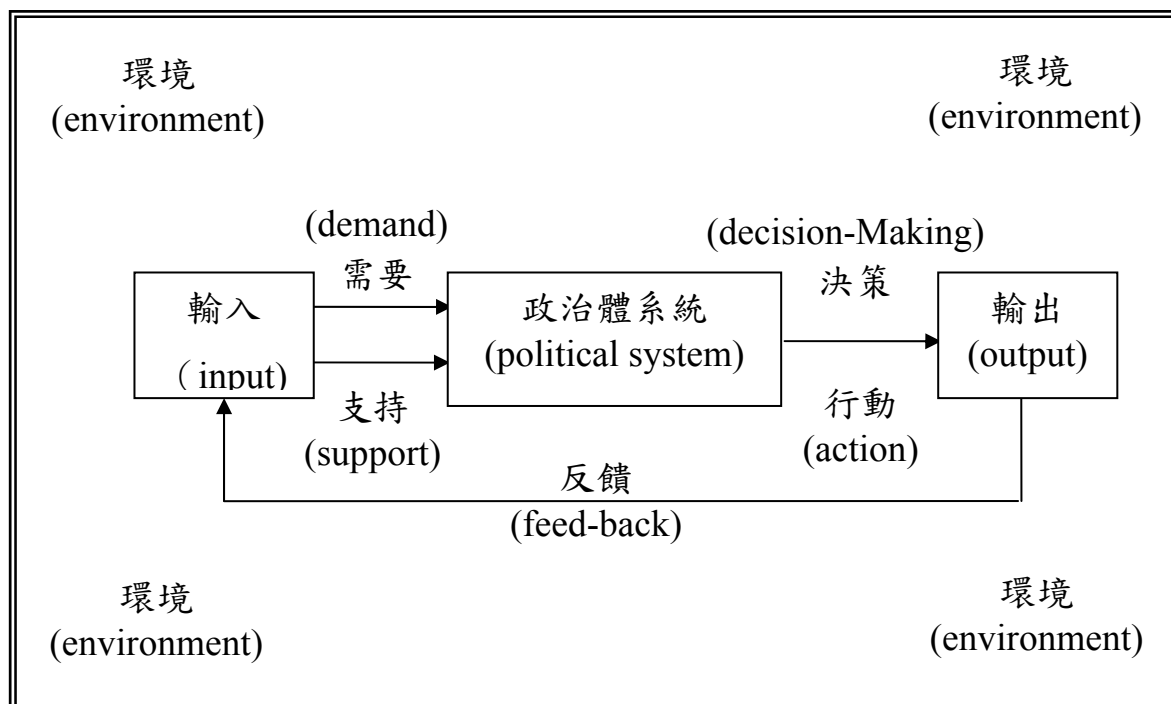 環境
(environment)
環境
(environment)
(demand)
需要
(decision-Making)
決策
輸入
（input)
政治體系統
(political system)
輸出
(output)
支持
(support)
行動
(action)
反饋
(feed-back)
環境
(environment)
環境
(environment)